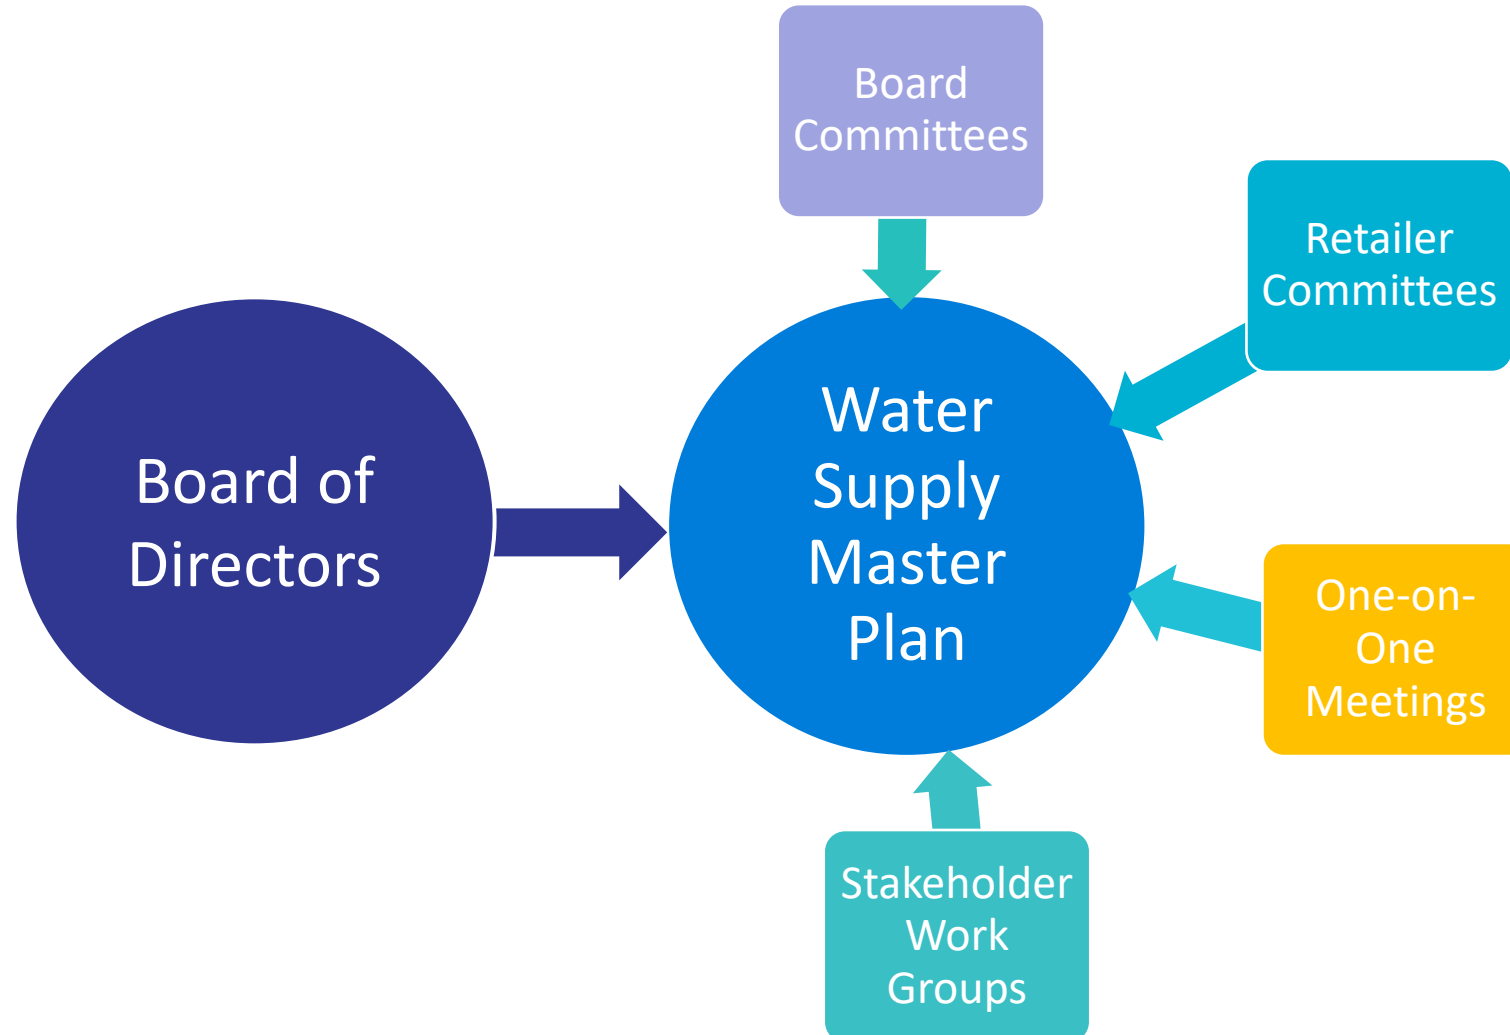 Board
Committees
Retailer
Committees
Board of
Directors
Water
Supply
Master
Plan
One-on-
One
Meetings
Stakeholder
Work
Groups